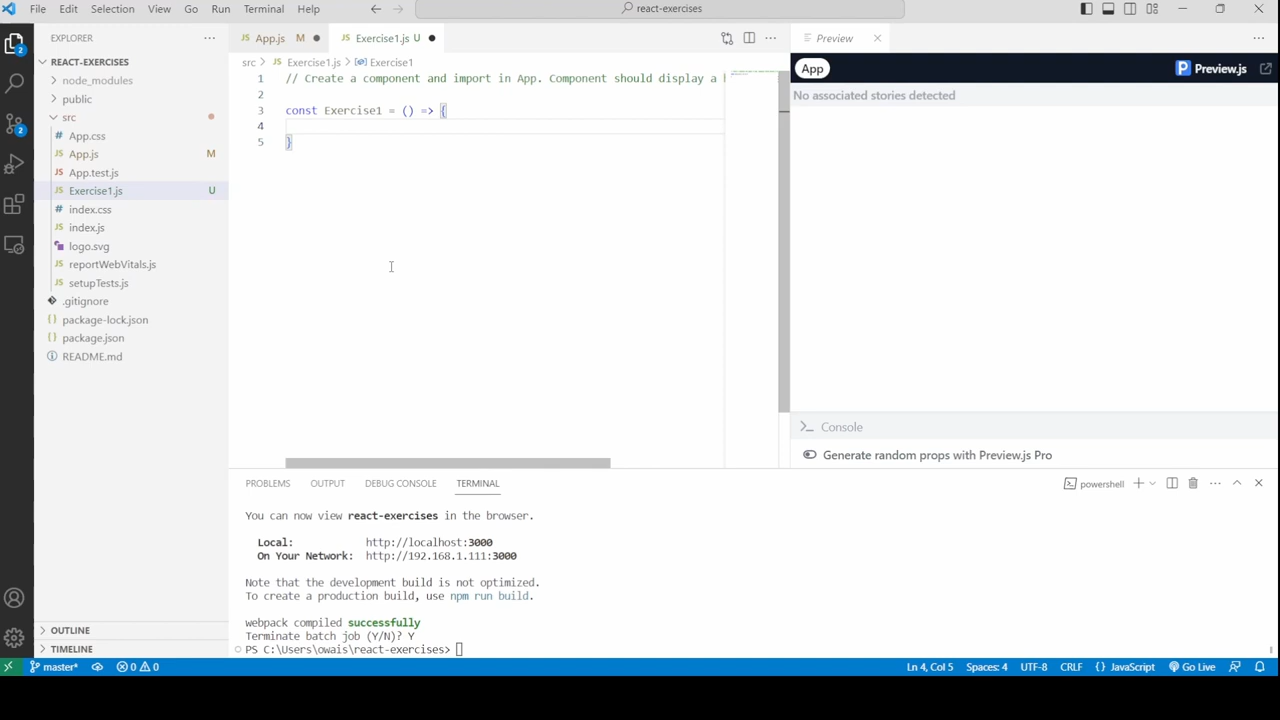 File Edit Selection View Go Run Terminal Help
react-exercises
EXPLORER
App.js M
Exercise1.js U
Preview
REACT-EXERCISES
src > JS Exercise1.js > Exercise1
node_modules
public
src
App.css
App.js M
App.test.js
Exercise1.js U
index.css
index.js
logo.svg
reportWebVitals.js
setupTests.js
.gitignore
package-lock.json
package.json
README.md
OUTLINE
TIMELINE
1 // Create a component and import in App. Component should display a
2
3 const Exercise1 = () => {
4
5 }
App
Preview.js
No associated stories detected
Console
Generate random props with Preview.js Pro
PROBLEMS OUTPUT DEBUG CONSOLE TERMINAL
powershell
You can now view react-exercises in the browser.
Local: http://localhost:3000
On Your Network: http://192.168.1.111:3000
Note that the development build is not optimized.
To create a production build, use npm run build.
webpack compiled successfully
Terminate batch job (Y/N)? Y
PS C:\Users\owais\react-exercises>
master* 0 0
Ln 4, Col 5 Spaces: 4 UTF-8 CRLF {} JavaScript Go Live